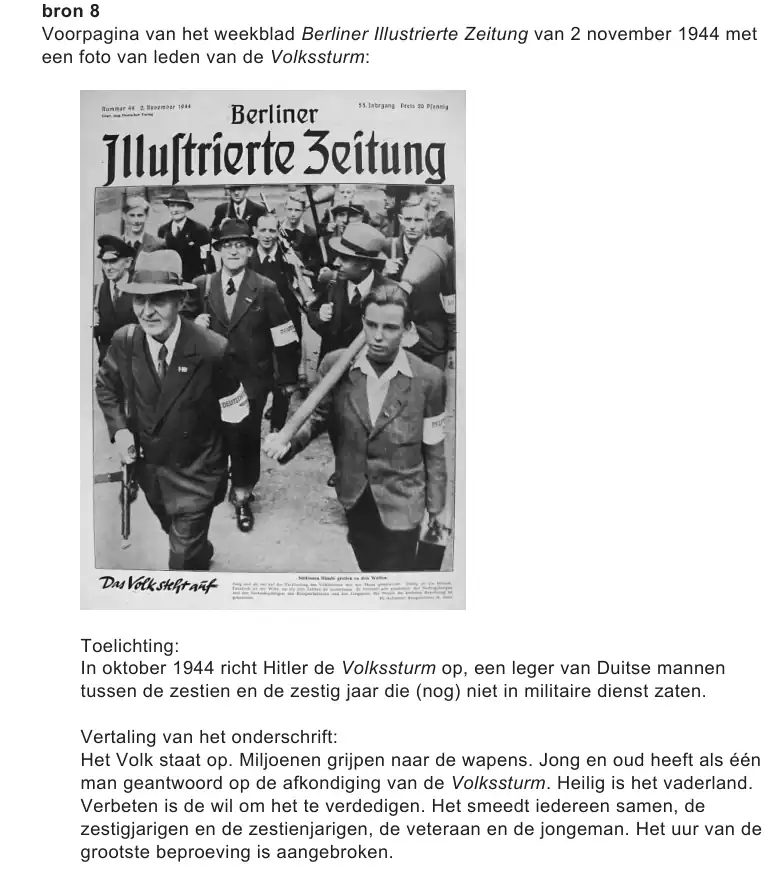 bron 8
Voorpagina van het weekblad Berliner Illustrierte Zeitung van 2 november 1944 met
een foto van leden van de Volkssturm:
Nummer 44 2. November 1944
55. Jahrgang Preis 20 Pfennig
Berliner
Illustrierte Zeitung
Das Volk steht auf
Millionen Hände greifen zu den Waffen.
Toelichting:
In oktober 1944 richt Hitler de Volkssturm op, een leger van Duitse mannen
tussen de zestien en de zestig jaar die (nog) niet in militaire dienst zaten.
Vertaling van het onderschrift:
Het Volk staat op. Miljoenen grijpen naar de wapens. Jong en oud heeft als één
man geantwoord op de afkondiging van de Volkssturm. Heilig is het vaderland.
Verbeten is de wil om het te verdedigen. Het smeedt iedereen samen, de
zestigjarigen en de zestienjarigen, de veteraan en de jongeman. Het uur van de
grootste beproeving is aangebroken.